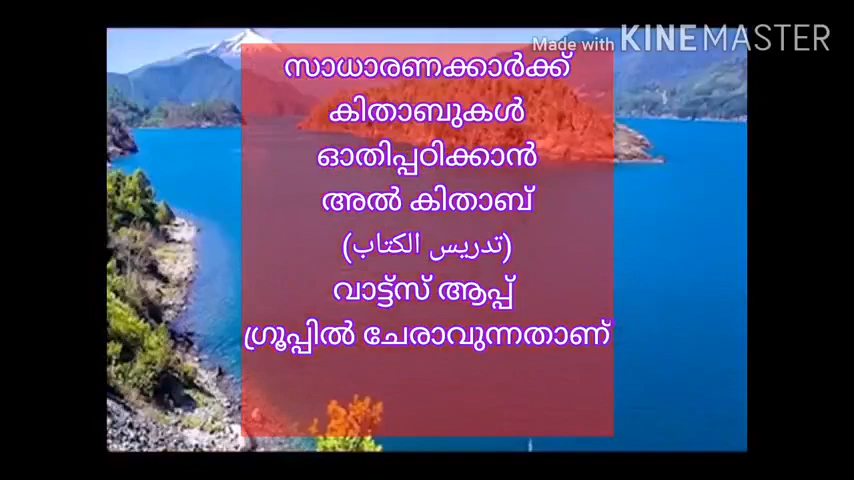 Made with KINEMASTER
സാധാരണക്കാർക്ക്
കിതാബുകൾ
ഓതിപ്പഠിക്കാൻ
അൽ കിതാബ്
(تدريس الكتاب)
വാട്ട്സ് ആപ്പ്
ഗ്രൂപ്പിൽ ചേരാവുന്നതാണ്